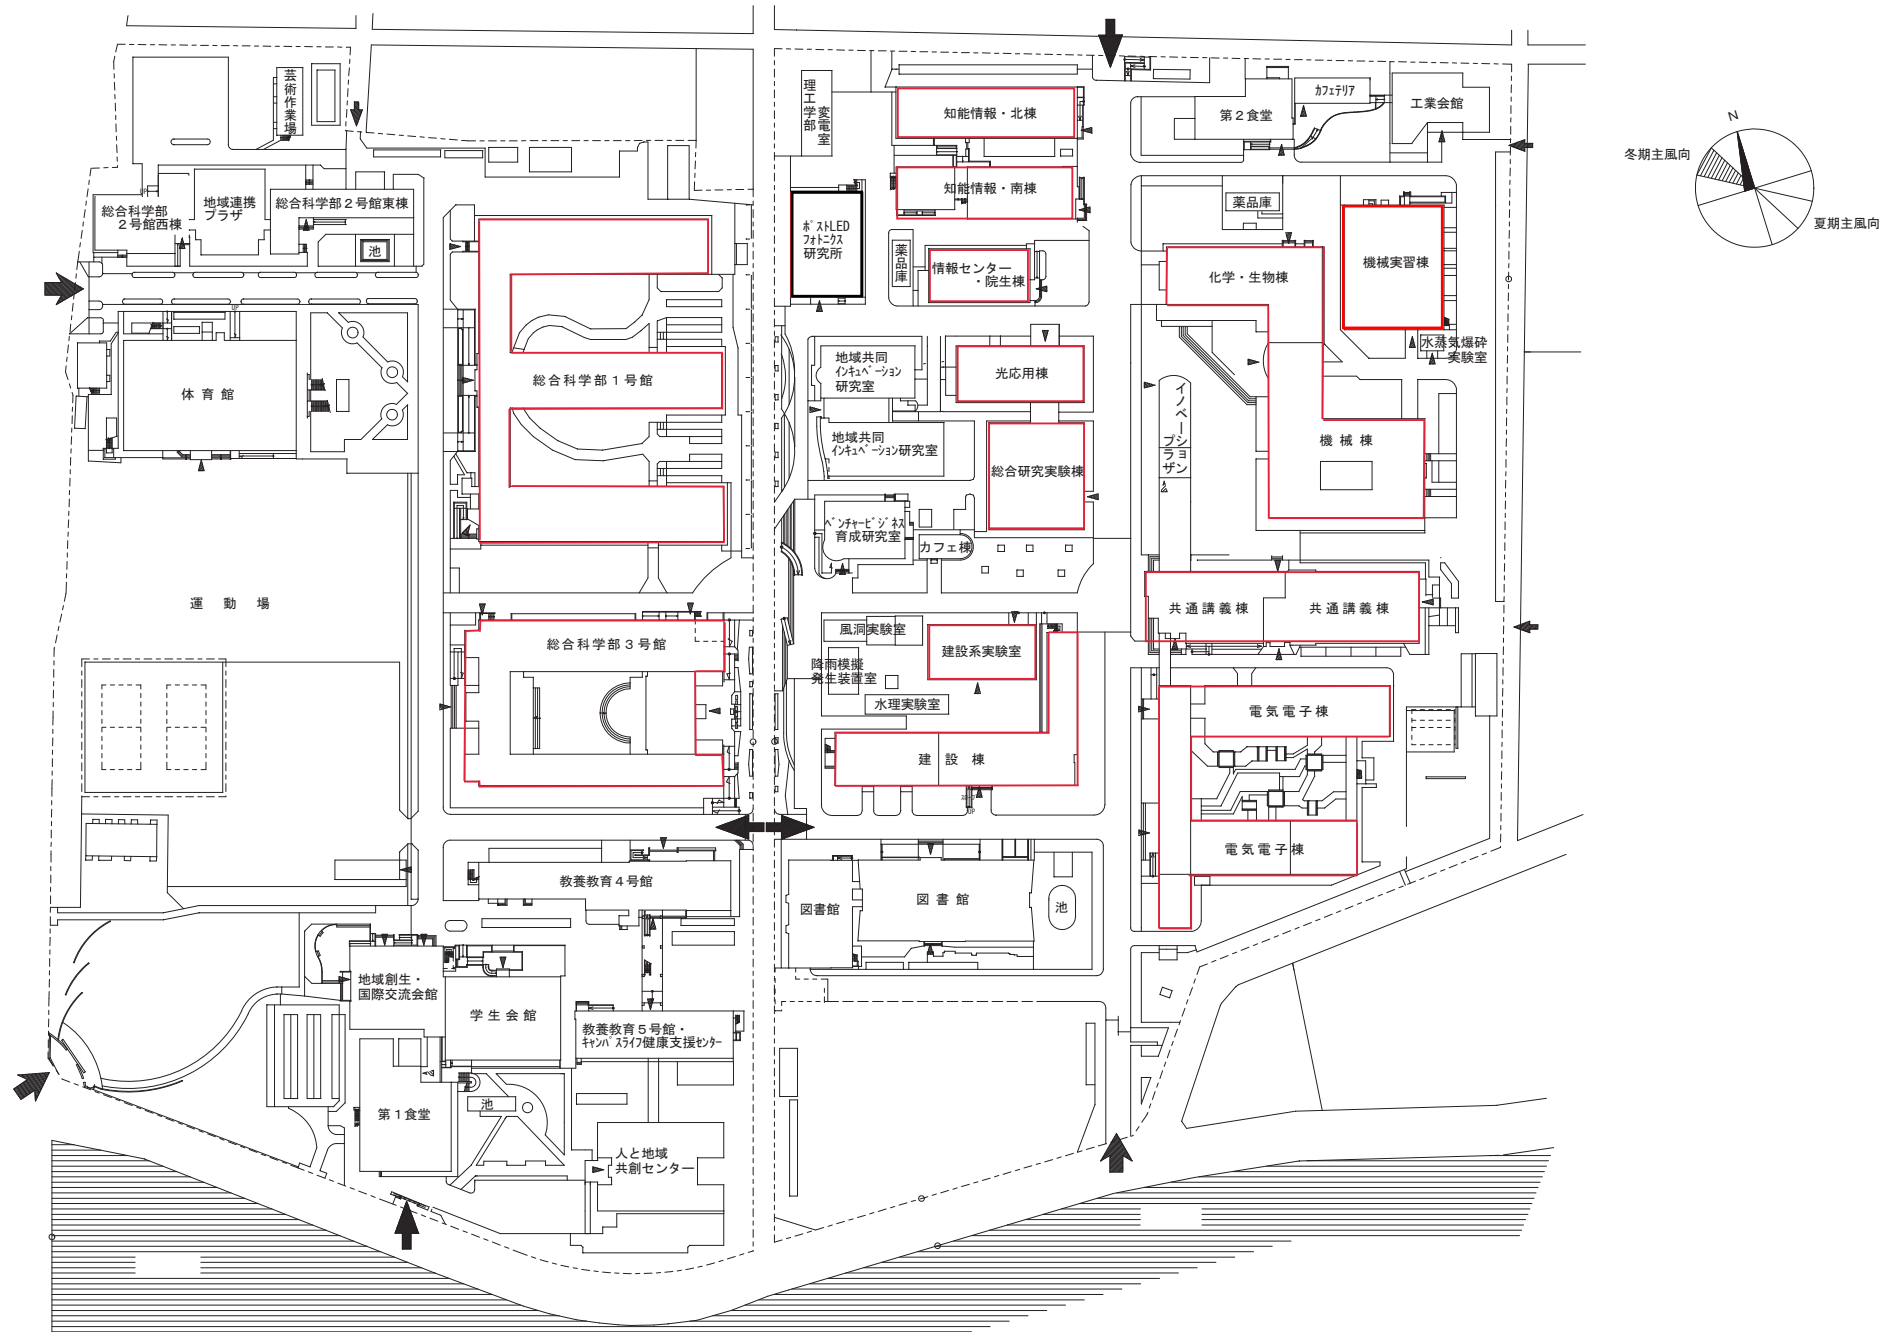 芸術作業場
理工学部
変電室
知能情報・北棟
第２食堂
カフェテリア
工業会館
N
冬期主風向
夏期主風向
総合科学部
２号館西棟
地域連携
プラザ
総合科学部２号館東棟
池
UP
UP
ポストLED
フォトニクス
研究所
知能情報・南棟
薬品庫
情報センター
・院生棟
薬品庫
化学・生物棟
機械実習棟
水蒸気爆砕
実験室
体育館
総合科学部１号館
地域共同
インキュベーション
研究室
光応用棟
イノベーション
プラザ
機械棟
地域共同
インキュベーション研究室
総合研究実験棟
ベンチャービジネス
育成研究室
カフェ棟
運動場
総合科学部３号館
風洞実験室
建設系実験室
共通講義棟
共通講義棟
降雨模擬
発生装置室
水理実験室
電気電子棟
建設棟
UP
電気電子棟
教養教育４号館
図書館
図書館
池
地域創生・
国際交流会館
学生会館
教養教育５号館・
キャンパスライフ健康支援センター
第１食堂
池
人と地域
共創センター